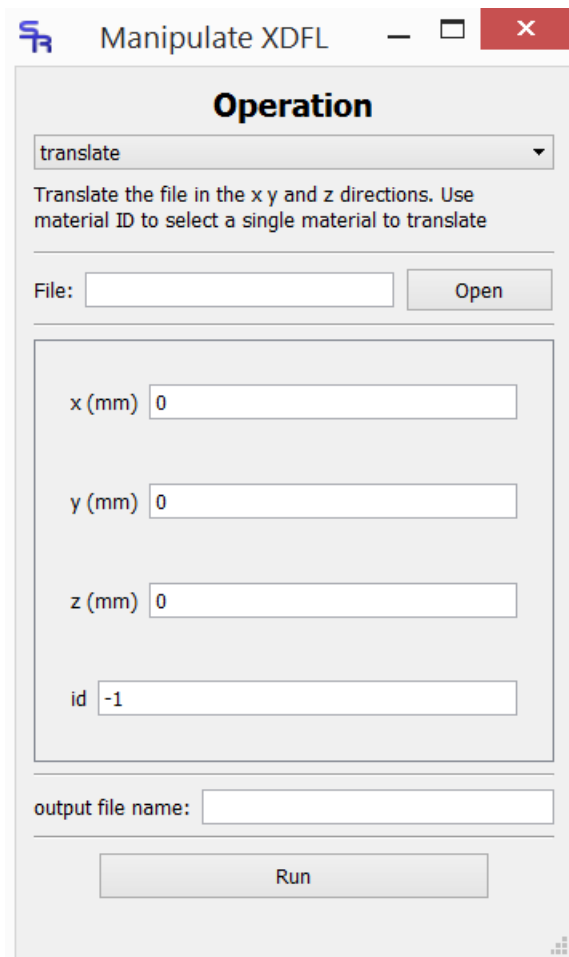 SR Manipulate XDFL
Operation
translate
Translate the file in the x y and z directions. Use
material ID to select a single material to translate
File: Open
x (mm) 0
y (mm) 0
z (mm) 0
id -1
output file name:
Run